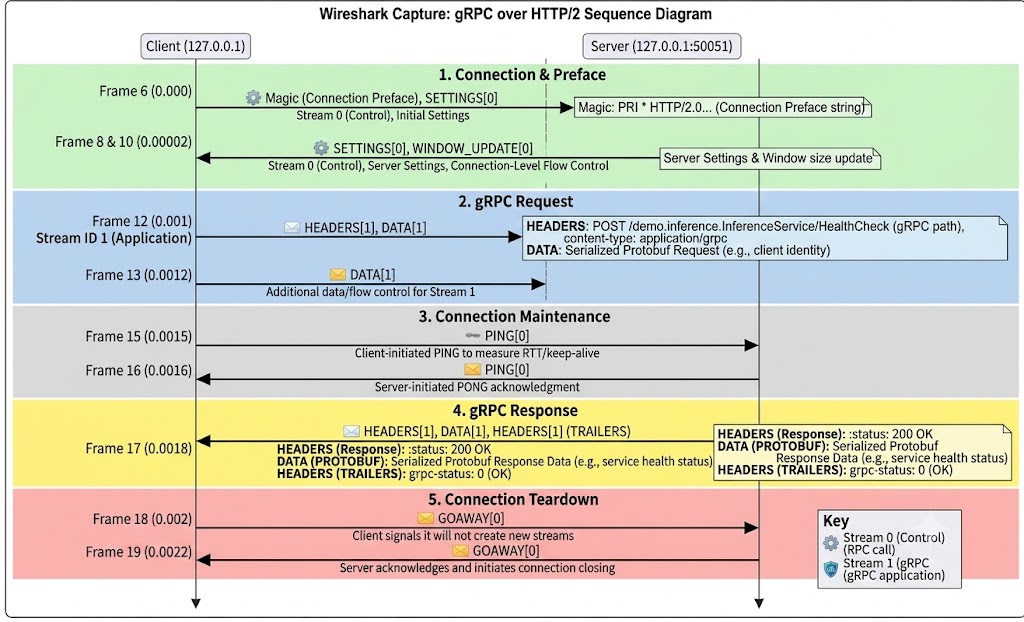 Wireshark Capture: gRPC over HTTP/2 Sequence Diagram
Client (127.0.0.1)
Server (127.0.0.1:50051)
1. Connection & Preface
Frame 6 (0.000)
Magic (Connection Preface), SETTINGS[0]
Stream 0 (Control), Initial Settings
Magic: PRI * HTTP/2.0... (Connection Preface string)
Frame 8 & 10 (0.00002)
SETTINGS[0], WINDOW_UPDATE[0]
Stream 0 (Control), Server Settings, Connection-Level Flow Control
Server Settings & Window size update
2. gRPC Request
Frame 12 (0.001)
Stream ID 1 (Application)
HEADERS[1], DATA[1]
HEADERS: POST /demo.inference.InferenceService/HealthCheck (gRPC path),
content-type: application/grpc
DATA: Serialized Protobuf Request (e.g., client identity)
Frame 13 (0.0012)
DATA[1]
Additional data/flow control for Stream 1
3. Connection Maintenance
Frame 15 (0.0015)
PING[0]
Client-initiated PING to measure RTT/keep-alive
Frame 16 (0.0016)
PING[0]
Server-initiated PONG acknowledgment
4. gRPC Response
Frame 17 (0.0018)
HEADERS[1], DATA[1], HEADERS[1] (TRAILERS)
HEADERS (Response): :status: 200 OK
DATA (PROTOBUF): Serialized Protobuf Response Data (e.g., service health status)
HEADERS (TRAILERS): grpc-status: 0 (OK)
HEADERS (Response): :status: 200 OK
DATA (PROTOBUF): Serialized Protobuf
Response Data (e.g., service health status)
HEADERS (TRAILERS): grpc-status: 0 (OK)
5. Connection Teardown
Frame 18 (0.002)
GOAWAY[0]
Client signals it will not create new streams
Frame 19 (0.0022)
GOAWAY[0]
Server acknowledges and initiates connection closing
Key
Stream 0 (Control)
(RPC call)
Stream 1 (gRPC
(gRPC application)